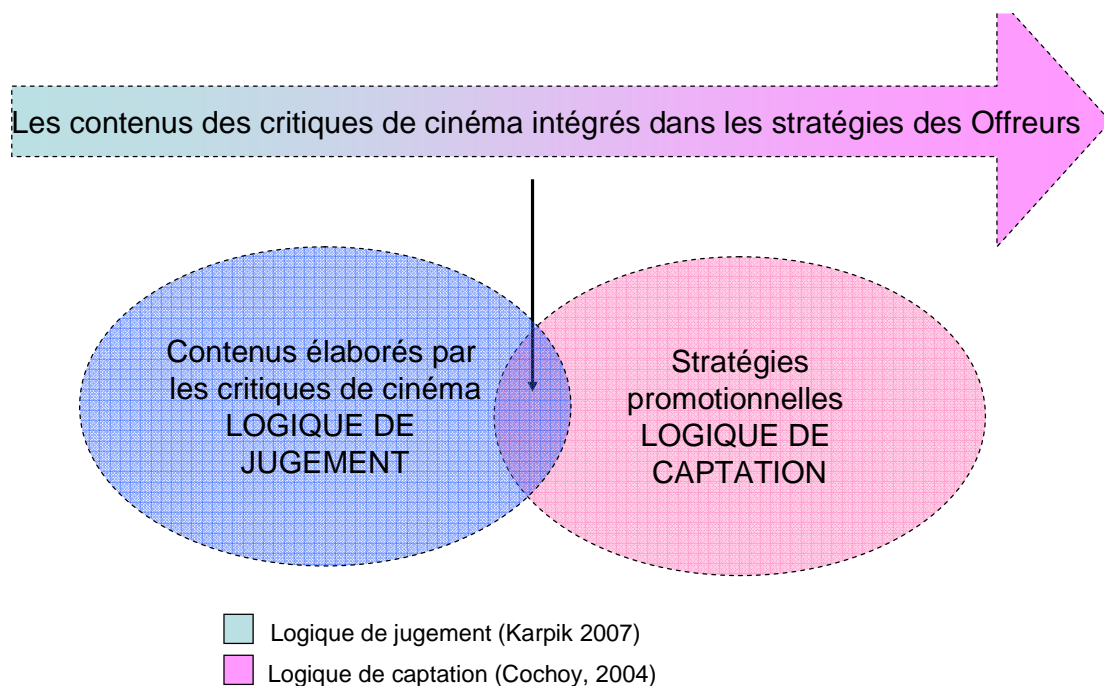 Les contenus des critiques de cinéma intégrés dans les stratégies des Offreurs
Contenus élaborés par
les critiques de cinéma
LOGIQUE DE
JUGEMENT
Stratégies
promotionnelles
LOGIQUE DE
CAPTATION
Logique de jugement (Karpik 2007)
Logique de captation (Cochoy, 2004)